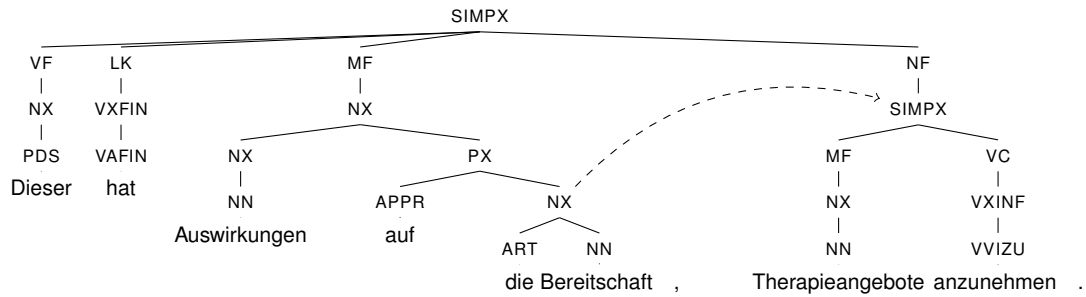 SIMPX
VF LK MF NF
NX VXFIN NX SIMPX
PDS VAFIN NX PX MF VC
Dieser hat NN APPR NX NX VXINF
Auswirkungen auf ART NN NN VVIZU
die Bereitschaft , Therapieangebote anzunehmen .